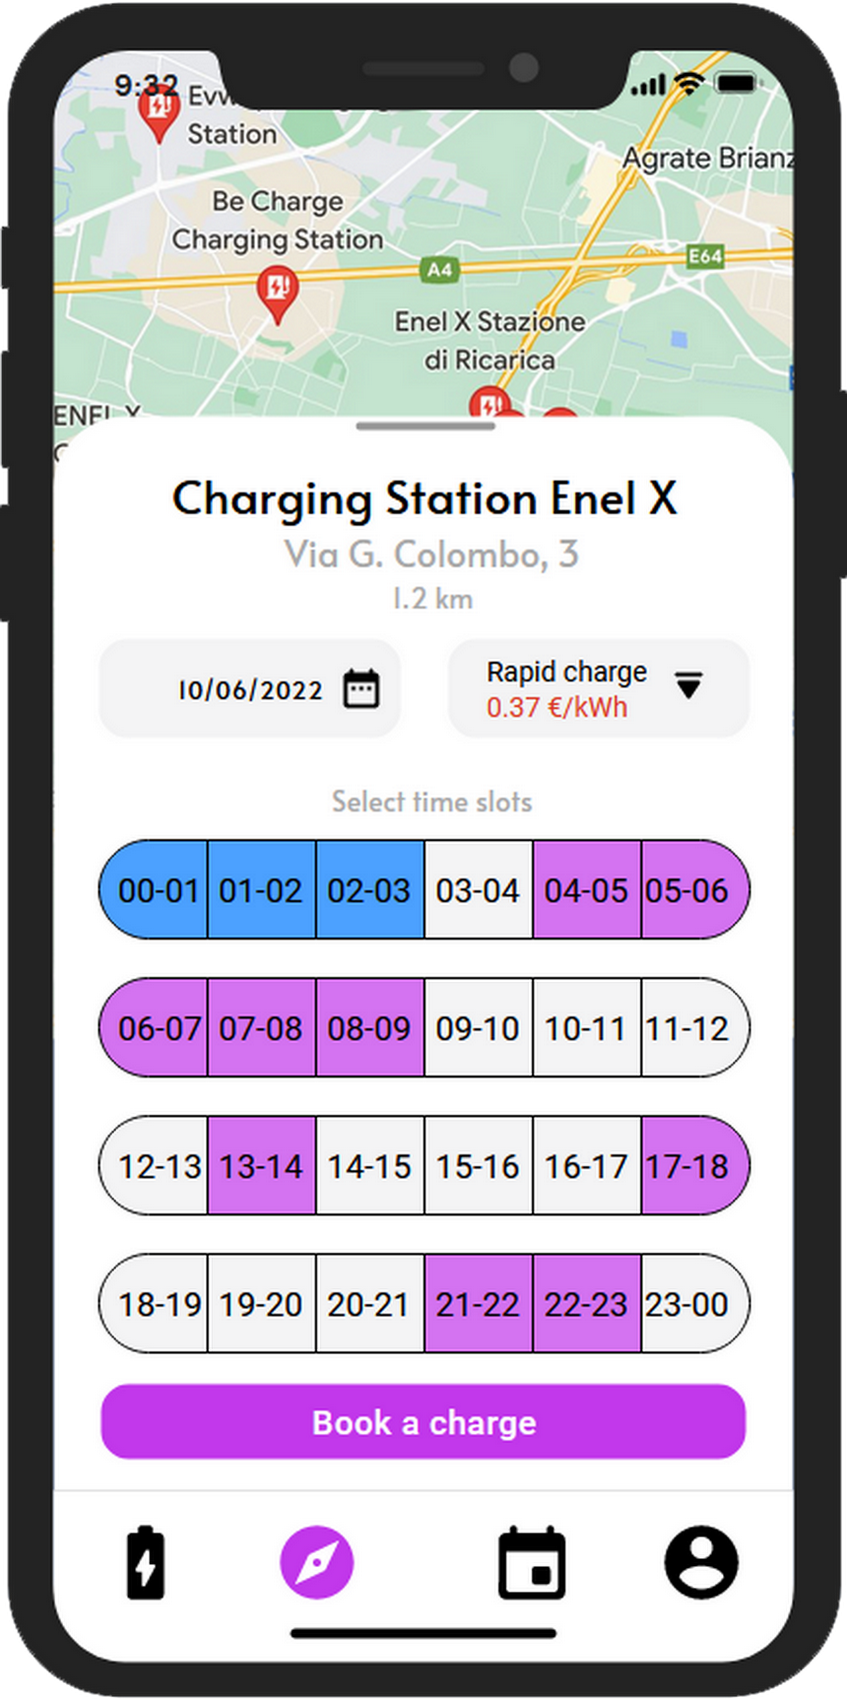 9:32
Station
Agrate Brianz
Be Charge
Charging Station
A4
E64
Enel X Stazione
di Ricarica
ENEL X
Charging Station Enel X
Via G. Colombo, 3
1.2 km
10/06/2022
Rapid charge
0.37 €/kWh
Select time slots
00-01 01-02 02-03 03-04 04-05 05-06
06-07 07-08 08-09 09-10 10-11 11-12
12-13 13-14 14-15 15-16 16-17 17-18
18-19 19-20 20-21 21-22 22-23 23-00
Book a charge